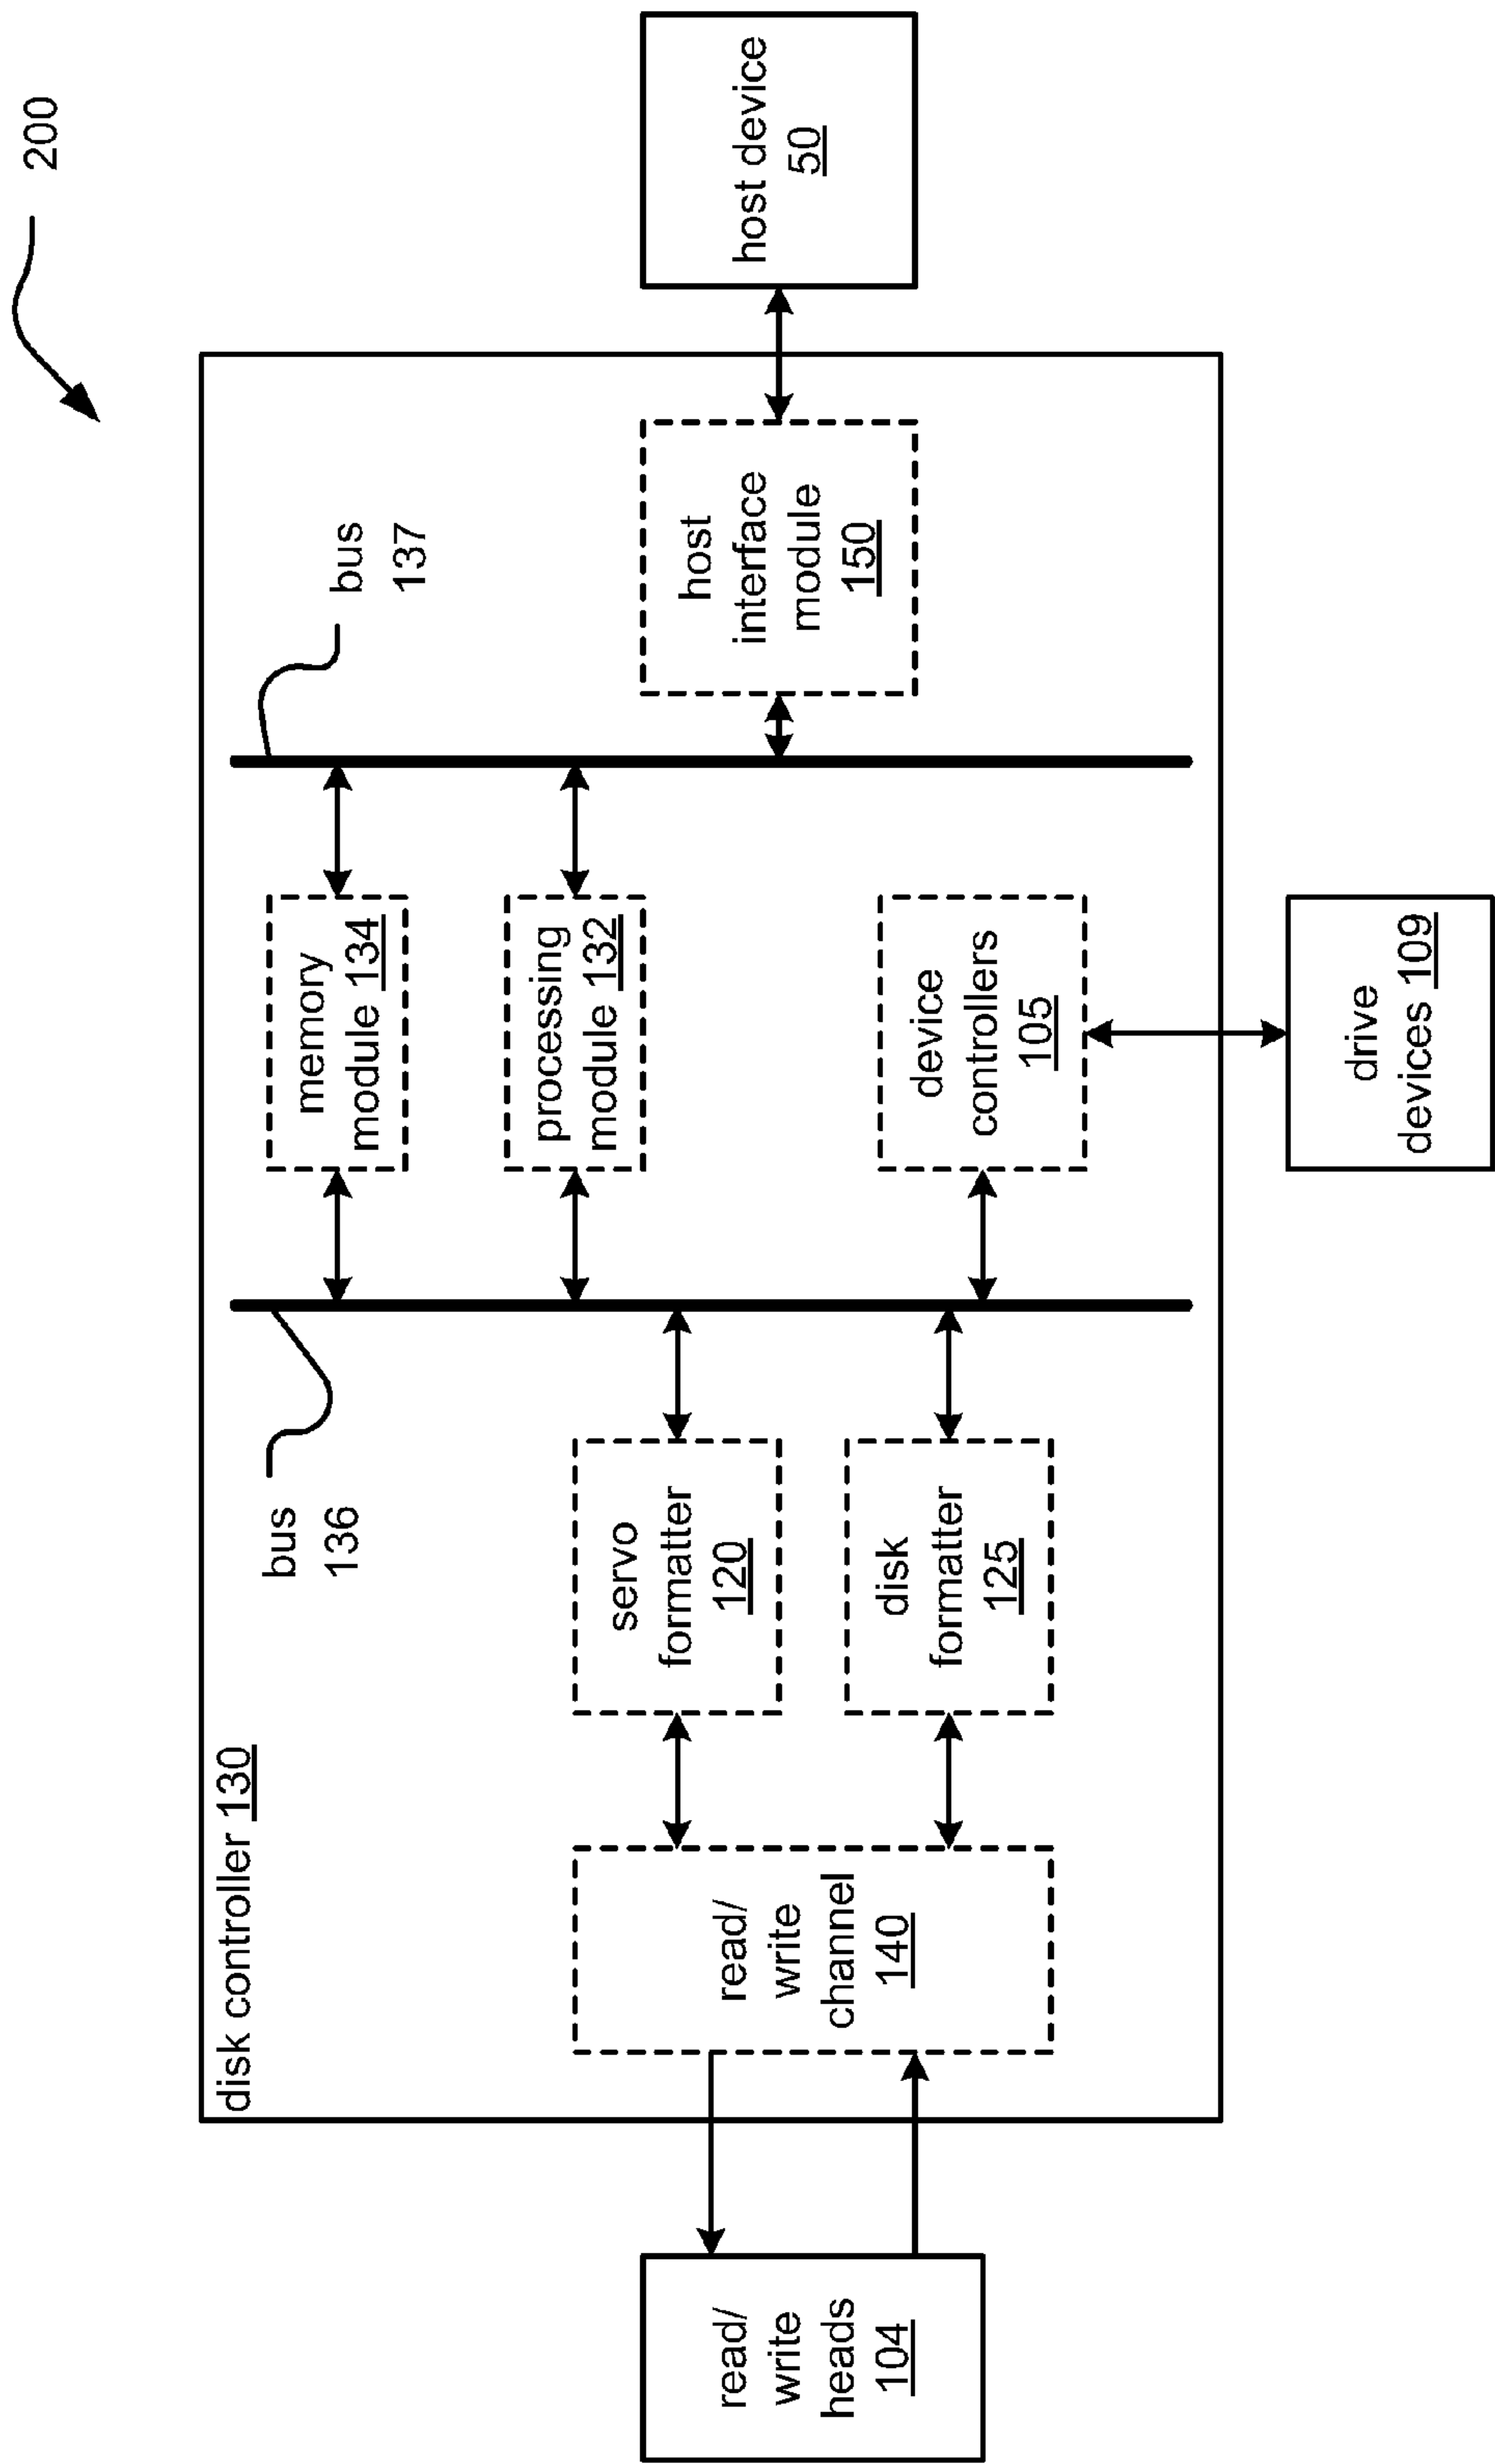 200
disk controller 130
bus
136
bus
137
memory
module 134
processing
module 132
device
controllers
105
servo
formatter
120
disk
formatter
125
read/
write
channel
140
read/
write
heads
104
host
interface
module
150
host device
50
drive
devices 109